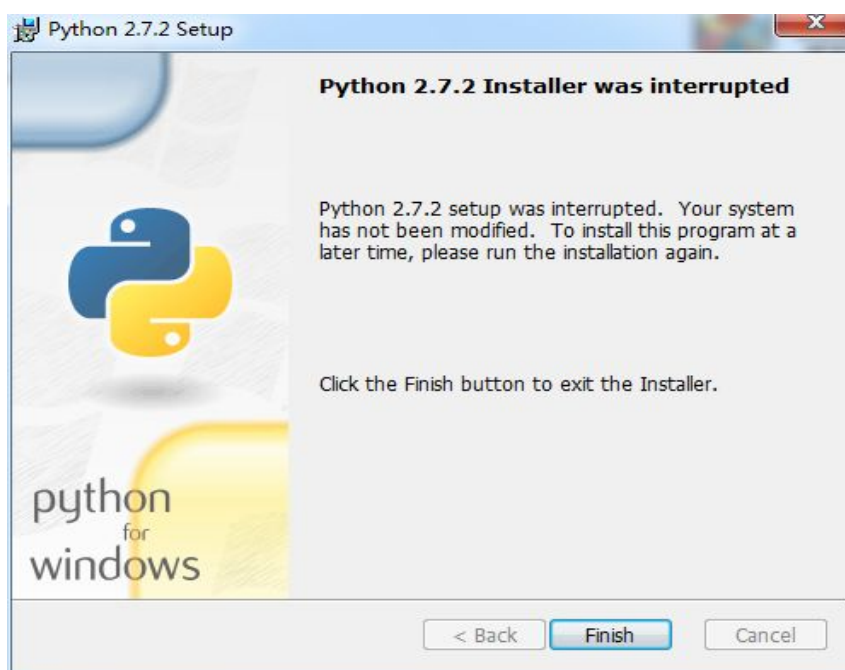 Python 2.7.2 Setup
Python 2.7.2 Installer was interrupted
Python 2.7.2 setup was interrupted. Your system
has not been modified. To install this program at a
later time, please run the installation again.
Click the Finish button to exit the Installer.
python
for
windows
< Back
Finish
Cancel